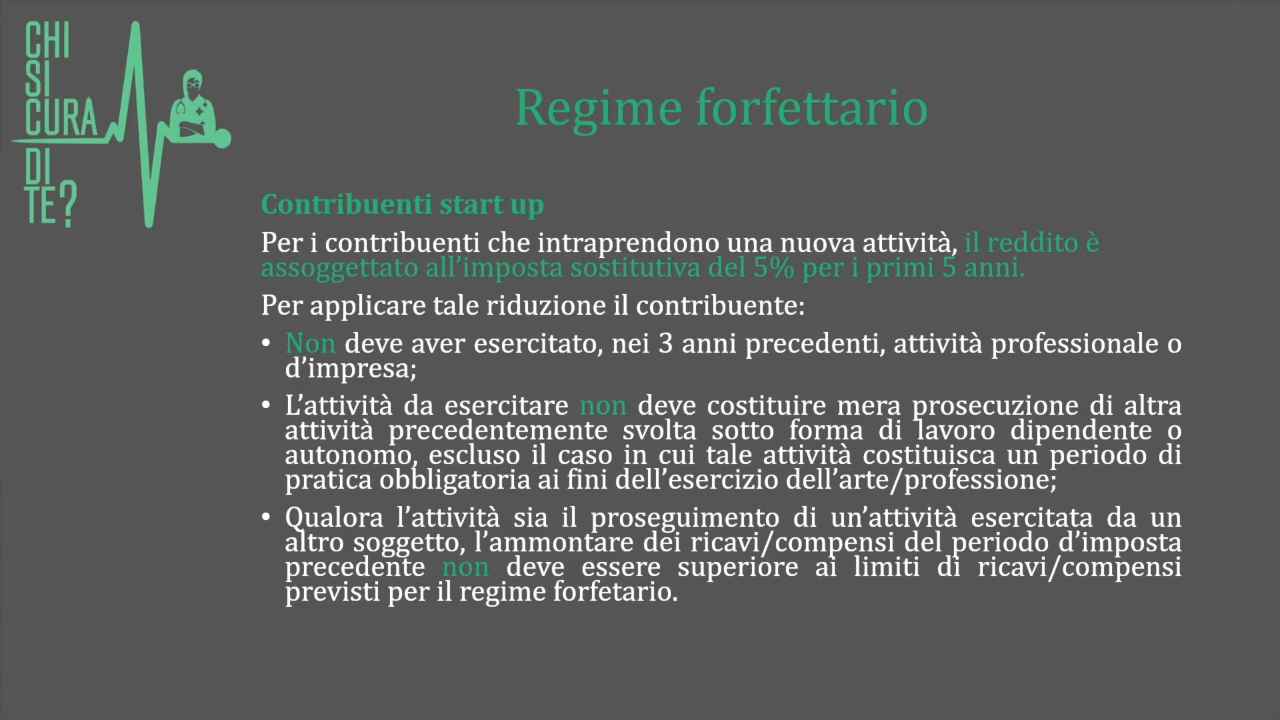 CHI
SI
CURA
DI
TE?
Regime forfettario
Contribuenti start up
Per i contribuenti che intraprendono una nuova attività, il reddito è
assoggettato all’imposta sostitutiva del 5% per i primi 5 anni.
Per applicare tale riduzione il contribuente:
• Non deve aver esercitato, nei 3 anni precedenti, attività professionale o
d’impresa;
• L’attività da esercitare non deve costituire mera prosecuzione di altra
attività precedentemente svolta sotto forma di lavoro dipendente o
autonomo, escluso il caso in cui tale attività costituisca un periodo di
pratica obbligatoria ai fini dell’esercizio dell’arte/professione;
• Qualora l’attività sia il proseguimento di un’attività esercitata da un
altro soggetto, l’ammontare dei ricavi/compensi del periodo d’imposta
precedente non deve essere superiore ai limiti di ricavi/compensi
previsti per il regime forfetario.